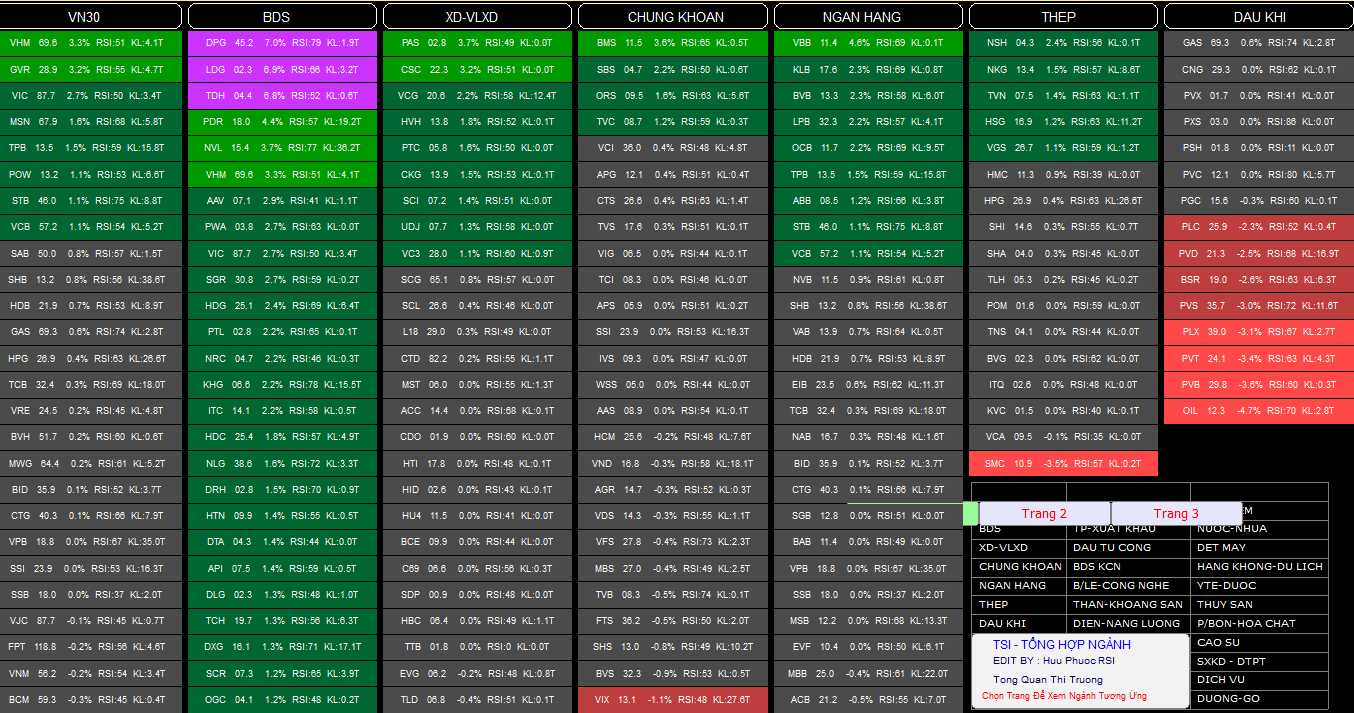 VN30
VHM 69.6 3.3% RSI:51 KL:4.1T
GVR 28.9 3.2% RSI:55 KL:4.7T
VIC 87.7 2.7% RSI:50 KL:3.4T
MSN 67.9 1.6% RSI:68 KL:5.8T
TPB 13.5 1.5% RSI:59 KL:15.8T
POW 13.2 1.1% RSI:53 KL:6.6T
STB 46.0 1.1% RSI:75 KL:8.8T
VCB 57.2 1.1% RSI:54 KL:5.2T
SAB 50.0 0.8% RSI:57 KL:1.5T
SHB 13.2 0.8% RSI:56 KL:38.6T
HDB 21.9 0.7% RSI:53 KL:8.9T
GAS 69.3 0.6% RSI:74 KL:2.8T
HPG 26.9 0.4% RSI:63 KL:26.6T
TCB 32.4 0.3% RSI:69 KL:18.0T
VRE 24.5 0.2% RSI:45 KL:4.8T
BVH 51.7 0.2% RSI:60 KL:0.6T
MWG 64.4 0.2% RSI:61 KL:5.2T
BID 35.9 0.1% RSI:52 KL:3.7T
CTG 40.3 0.1% RSI:66 KL:7.9T
VPB 18.8 0.0% RSI:67 KL:35.0T
SSI 23.9 0.0% RSI:53 KL:16.3T
SSB 18.0 0.0% RSI:37 KL:2.0T
VJC 87.7 -0.1% RSI:45 KL:0.7T
FPT 118.8 -0.2% RSI:56 KL:4.6T
VNM 56.2 -0.2% RSI:54 KL:3.4T
BCM 59.3 -0.3% RSI:45 KL:0.4T
BDS
DPG 45.2 7.0% RSI:79 KL:1.9T
LDG 02.3 6.9% RSI:66 KL:3.2T
TDH 04.4 6.8% RSI:52 KL:0.6T
PDR 18.0 4.4% RSI:57 KL:19.2T
NVL 15.4 3.7% RSI:77 KL:36.2T
VHM 69.6 3.3% RSI:51 KL:4.1T
AAV 07.1 2.9% RSI:41 KL:1.1T
PWA 03.8 2.7% RSI:63 KL:0.0T
VIC 87.7 2.7% RSI:50 KL:3.4T
SGR 30.8 2.7% RSI:59 KL:0.2T
HDG 25.1 2.4% RSI:69 KL:6.4T
PTL 02.8 2.2% RSI:65 KL:0.1T
NRC 04.7 2.2% RSI:46 KL:0.3T
KHG 06.6 2.2% RSI:78 KL:15.5T
ITC 14.1 2.2% RSI:58 KL:0.5T
HDC 25.4 1.8% RSI:57 KL:4.9T
NLG 38.6 1.6% RSI:72 KL:3.3T
DRH 02.8 1.5% RSI:70 KL:0.9T
HTN 09.9 1.4% RSI:55 KL:0.5T
DTA 04.3 1.4% RSI:44 KL:0.0T
API 07.5 1.4% RSI:59 KL:0.5T
DLG 02.3 1.3% RSI:48 KL:1.0T
TCH 19.7 1.3% RSI:56 KL:6.3T
DXG 16.1 1.3% RSI:71 KL:17.1T
SCR 07.3 1.2% RSI:65 KL:3.9T
OGC 04.1 1.2% RSI:48 KL:0.2T
XD-VLXD
PAS 02.8 3.7% RSI:49 KL:0.0T
CSC 22.3 3.2% RSI:51 KL:0.0T
VCG 20.6 2.2% RSI:58 KL:12.4T
HVH 13.8 1.8% RSI:52 KL:0.1T
PTC 05.8 1.6% RSI:50 KL:0.0T
CKG 13.9 1.5% RSI:53 KL:0.1T
SCI 07.2 1.4% RSI:51 KL:0.0T
UDJ 07.7 1.3% RSI:58 KL:0.0T
VC3 28.0 1.1% RSI:60 KL:0.9T
SCG 65.1 0.8% RSI:57 KL:0.0T
SCL 26.6 0.4% RSI:46 KL:0.0T
L18 29.0 0.3% RSI:49 KL:0.0T
CTD 82.2 0.2% RSI:55 KL:1.1T
MST 06.0 0.0% RSI:55 KL:1.3T
ACC 14.4 0.0% RSI:68 KL:0.1T
CDO 01.9 0.0% RSI:60 KL:0.0T
HTI 17.8 0.0% RSI:48 KL:0.1T
HID 02.6 0.0% RSI:43 KL:0.1T
HU4 11.5 0.0% RSI:41 KL:0.0T
BCE 09.9 0.0% RSI:44 KL:0.0T
C69 06.6 0.0% RSI:56 KL:0.3T
SDP 00.9 0.0% RSI:48 KL:0.0T
HBC 06.4 0.0% RSI:49 KL:1.1T
TTB 01.8 0.0% RSI:0 KL:0.0T
EVG 06.2 -0.2% RSI:48 KL:0.8T
TLD 06.8 -0.4% RSI:51 KL:0.1T
CHUNG KHOAN
BMS 11.5 3.6% RSI:65 KL:0.5T
SBS 04.7 2.2% RSI:50 KL:0.6T
ORS 09.5 1.6% RSI:63 KL:5.6T
TVC 08.7 1.2% RSI:59 KL:0.3T
VCI 36.0 0.4% RSI:48 KL:4.8T
APG 12.1 0.4% RSI:51 KL:0.4T
CTS 26.6 0.4% RSI:63 KL:1.4T
TVS 17.6 0.3% RSI:51 KL:0.1T
VIG 06.5 0.0% RSI:44 KL:0.1T
TCI 08.3 0.0% RSI:46 KL:0.0T
APS 05.9 0.0% RSI:51 KL:0.2T
SSI 23.9 0.0% RSI:53 KL:16.3T
IVS 09.3 0.0% RSI:47 KL:0.0T
WSS 05.0 0.0% RSI:44 KL:0.0T
AAS 08.9 0.0% RSI:54 KL:0.1T
HCM 25.6 -0.2% RSI:48 KL:7.6T
VND 16.8 -0.3% RSI:58 KL:18.1T
AGR 14.7 -0.3% RSI:52 KL:0.3T
VDS 14.3 -0.3% RSI:55 KL:1.1T
VFS 27.8 -0.4% RSI:73 KL:2.3T
MBS 27.0 -0.4% RSI:49 KL:2.5T
TVB 08.3 -0.5% RSI:74 KL:0.1T
FTS 36.2 -0.5% RSI:50 KL:2.0T
SHS 13.0 -0.8% RSI:49 KL:10.2T
BVS 32.3 -0.9% RSI:53 KL:0.5T
VIX 13.1 -1.1% RSI:48 KL:27.6T
NGAN HANG
VBB 11.4 4.6% RSI:69 KL:0.1T
KLB 17.6 2.3% RSI:69 KL:0.8T
BVB 13.3 2.3% RSI:58 KL:6.0T
LPB 32.3 2.2% RSI:57 KL:4.1T
OCB 11.7 2.2% RSI:69 KL:9.5T
TPB 13.5 1.5% RSI:59 KL:15.8T
ABB 08.5 1.2% RSI:66 KL:3.8T
STB 46.0 1.1% RSI:75 KL:8.8T
VCB 57.2 1.1% RSI:54 KL:5.2T
NVB 11.5 0.9% RSI:61 KL:0.8T
SHB 13.2 0.8% RSI:56 KL:38.6T
VAB 13.9 0.7% RSI:64 KL:0.5T
HDB 21.9 0.7% RSI:53 KL:8.9T
EIB 23.5 0.6% RSI:62 KL:11.3T
TCB 32.4 0.3% RSI:69 KL:18.0T
NAB 16.7 0.3% RSI:48 KL:1.6T
BID 35.9 0.1% RSI:52 KL:3.7T
CTG 40.3 0.1% RSI:66 KL:7.9T
SGB 12.8 0.0% RSI:51 KL:0.0T
BAB 11.4 0.0% RSI:49 KL:0.0T
VPB 18.8 0.0% RSI:67 KL:35.0T
SSB 18.0 0.0% RSI:37 KL:2.0T
MSB 12.2 0.0% RSI:68 KL:13.3T
EVF 10.4 0.0% RSI:50 KL:6.1T
MBB 25.0 -0.4% RSI:61 KL:22.0T
ACB 21.2 -0.5% RSI:55 KL:7.0T
THEP
NSH 04.3 2.4% RSI:56 KL:0.1T
NKG 13.4 1.5% RSI:57 KL:8.6T
TVN 07.5 1.4% RSI:63 KL:1.1T
HSG 16.9 1.2% RSI:63 KL:11.2T
VGS 26.7 1.1% RSI:59 KL:1.2T
HMC 11.3 0.9% RSI:39 KL:0.0T
HPG 26.9 0.4% RSI:63 KL:26.6T
SHI 14.6 0.3% RSI:55 KL:0.7T
SHA 04.0 0.3% RSI:45 KL:0.0T
TLH 05.3 0.2% RSI:45 KL:0.2T
POM 01.6 0.0% RSI:59 KL:0.0T
TNS 04.1 0.0% RSI:44 KL:0.0T
BVG 02.3 0.0% RSI:62 KL:0.0T
ITQ 02.6 0.0% RSI:48 KL:0.0T
KVC 01.5 0.0% RSI:40 KL:0.1T
VCA 09.5 -0.1% RSI:35 KL:0.0T
SMC 10.9 -3.5% RSI:57 KL:0.2T
DAU KHI
GAS 69.3 0.6% RSI:74 KL:2.8T
CNG 29.3 0.0% RSI:62 KL:0.1T
PVX 01.7 0.0% RSI:41 KL:0.0T
PXS 03.0 0.0% RSI:86 KL:0.0T
PSH 01.8 0.0% RSI:11 KL:0.0T
PVC 12.1 0.0% RSI:80 KL:5.7T
PGC 15.6 -0.3% RSI:60 KL:0.1T
PLC 25.9 -2.3% RSI:52 KL:0.4T
PVD 21.3 -2.5% RSI:68 KL:16.9T
BSR 19.0 -2.6% RSI:63 KL:6.3T
PVS 35.7 -3.0% RSI:72 KL:11.6T
PLX 39.0 -3.1% RSI:67 KL:2.7T
PVT 24.1 -3.4% RSI:63 KL:4.3T
PVB 29.8 -3.6% RSI:60 KL:0.3T
OIL 12.3 -4.7% RSI:70 KL:2.8T
Trang 2 Trang 3
BDS TP-XUAT KHAU NUOC-NHUA
XD-VLXD DAU TU CONG DET MAY
CHUNG KHOAN BDS KCN HANG KHONG-DU LICH
NGAN HANG B/LE-CONG NGHE YTE-DUOC
THEP THAN-KHOANG SAN THUY SAN
DAU KHI DIEN-NANG LUONG P/BON-HOA CHAT
CAO SU
SXKD - DTPT
DICH VU
DUONG-GO
TSI - TỔNG HỢP NGÀNH
EDIT BY : Huu Phuoc RSI
Tong Quan Thi Truong
Chọn Trang Để Xem Ngành Tương Ứng